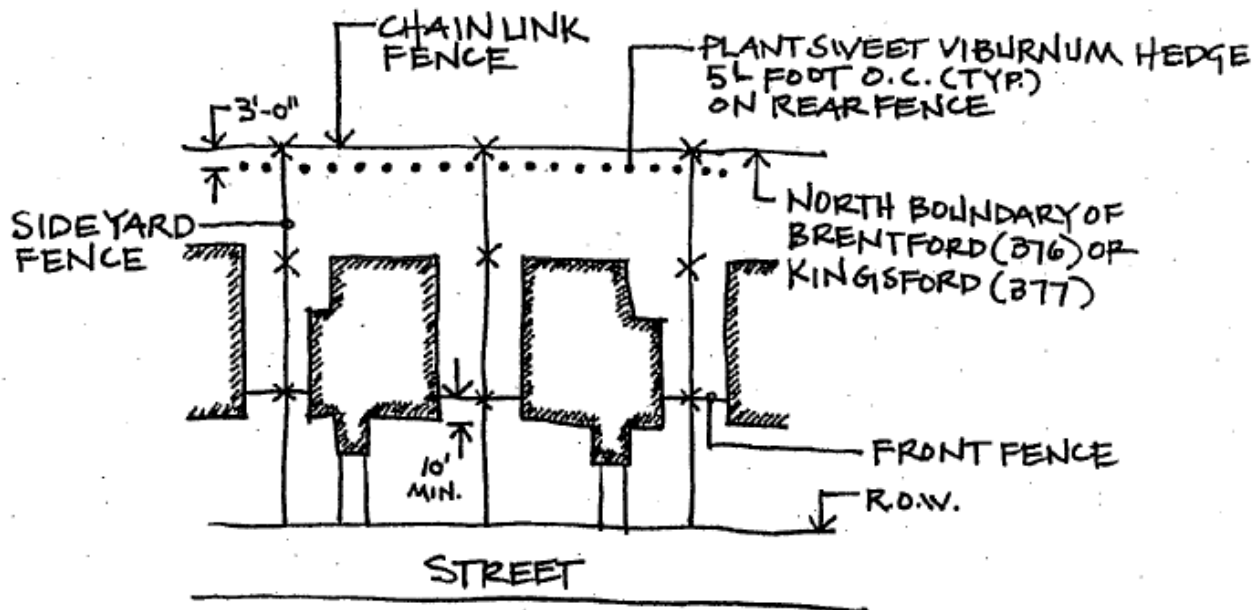 CHAIN LINK
FENCE
PLANT SWEET VIBURNUM HEDGE
5L FOOT O.C. (TYP.)
ON REAR FENCE
3'-0"
SIDEYARD
FENCE
NORTH BOUNDARY OF
BRENTFORD (376) OR
KINGSFORD (377)
10'
MIN.
FRONT FENCE
R.O.W.
STREET